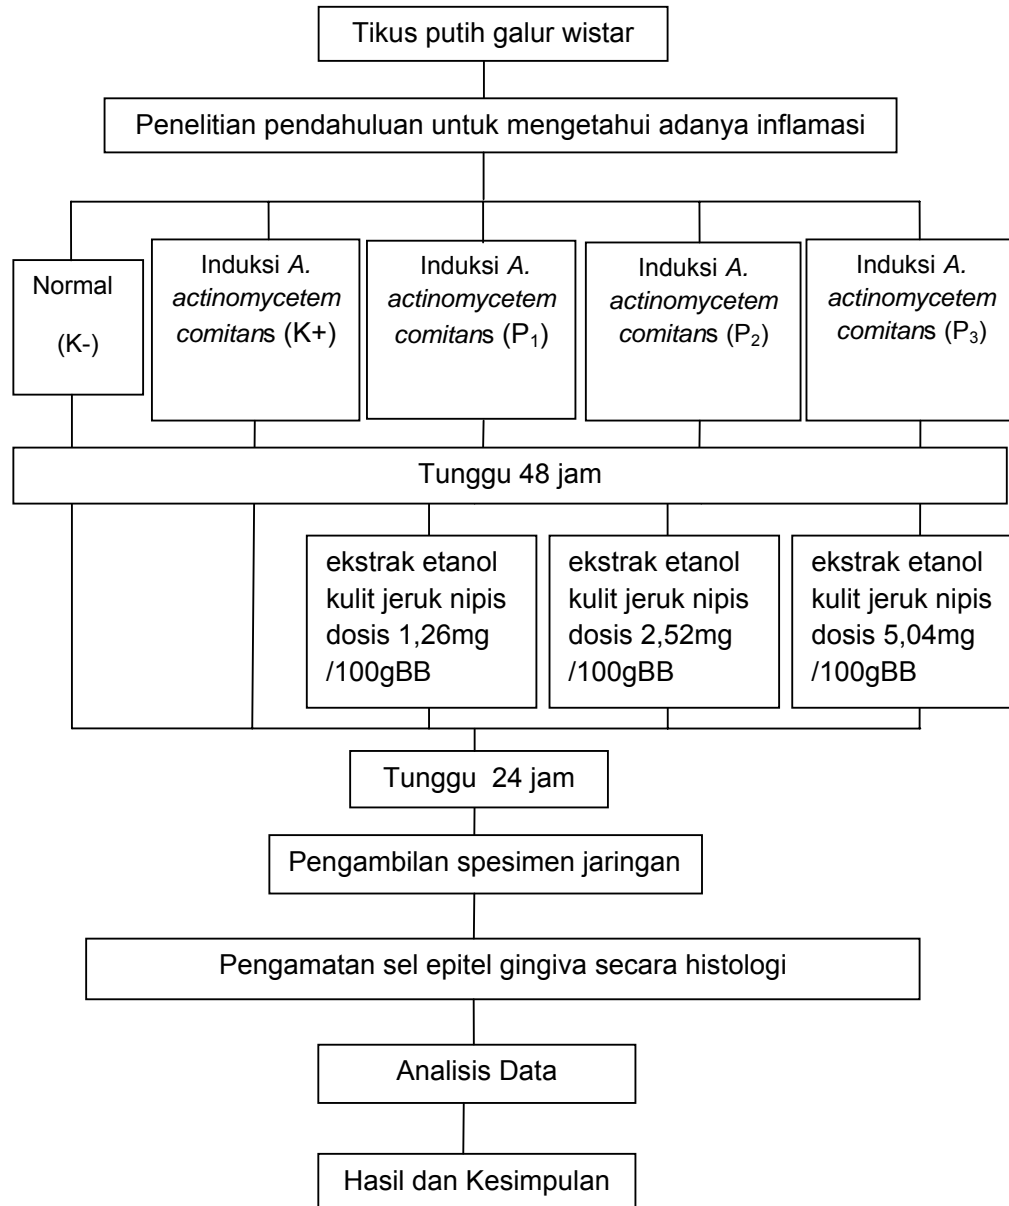 Tikus putih galur wistar
Penelitian pendahuluan untuk mengetahui adanya inflamasi
Normal
(K-)
Induksi A.
actinomycetem
comitans (K+)
Induksi A.
actinomycetem
comitans (P₁)
Induksi A.
actinomycetem
comitans (P₂)
Induksi A.
actinomycetem
comitans (P₃)
Tunggu 48 jam
ekstrak etanol
kulit jeruk nipis
dosis 1,26mg
/100gBB
ekstrak etanol
kulit jeruk nipis
dosis 2,52mg
/100gBB
ekstrak etanol
kulit jeruk nipis
dosis 5,04mg
/100gBB
Tunggu 24 jam
Pengambilan spesimen jaringan
Pengamatan sel epitel gingiva secara histologi
Analisis Data
Hasil dan Kesimpulan